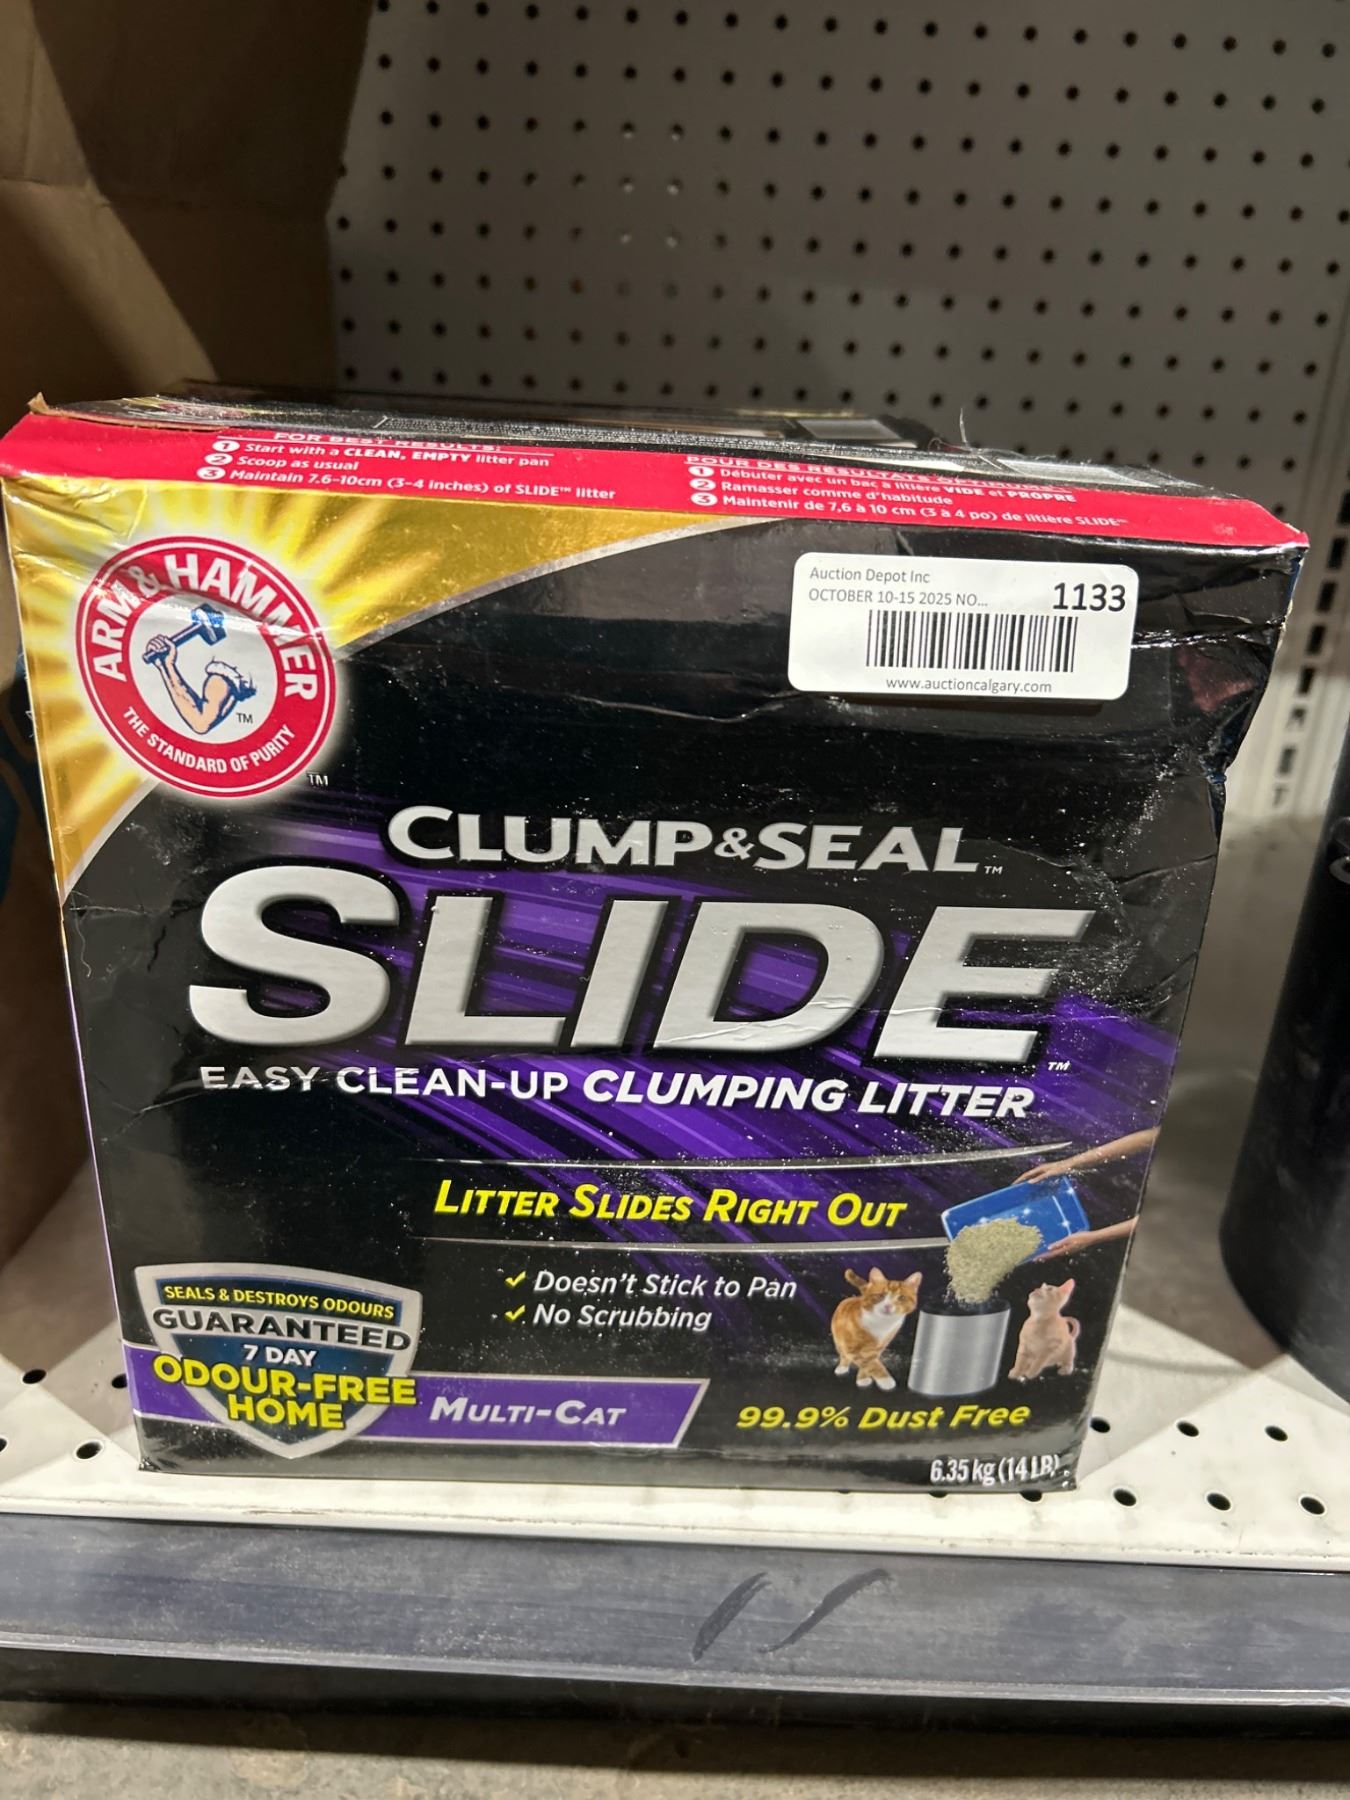 FOR BEST RESULTS:
1 Start with a CLEAN, EMPTY litter pan
2 Scoop as usual
3 Maintain 7.6-10cm (3-4 inches) of SLIDE™ litter
POUR DES RÉSULTATS OPTIMAUX:
1 Débuter avec un bac à litière VIDE et PROPRE
2 Ramasser comme d'habitude
3 Maintenir de 7,6 à 10 cm (3 à 4 po) de litière SLIDE™
ARM & HAMMER
THE STANDARD OF PURITY
™
™
Auction Depot Inc
OCTOBER 10-15 2025 NO...
1133
www.auctioncalgary.com
CLUMP&SEAL™
SLIDE™
EASY CLEAN-UP CLUMPING LITTER
LITTER SLIDES RIGHT OUT
✓ Doesn't Stick to Pan
✓ No Scrubbing
SEALS & DESTROYS ODOURS
GUARANTEED
7 DAY
ODOUR-FREE
HOME
MULTI-CAT
99.9% Dust Free
6.35 kg (14 LB)